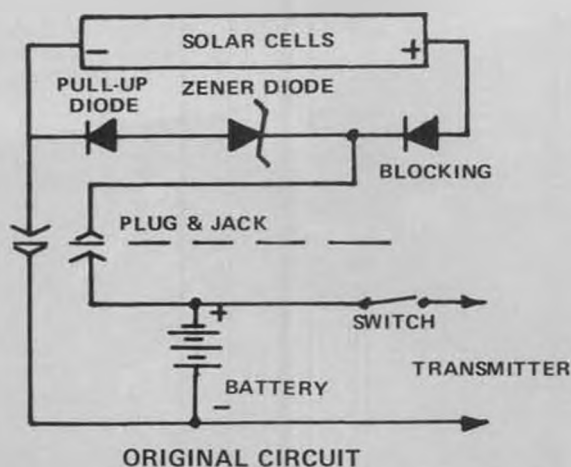 SOLAR CELLS
− +
PULL-UP
DIODE
ZENER DIODE
BLOCKING
PLUG & JACK
+
SWITCH
TRANSMITTER
BATTERY
−
ORIGINAL CIRCUIT